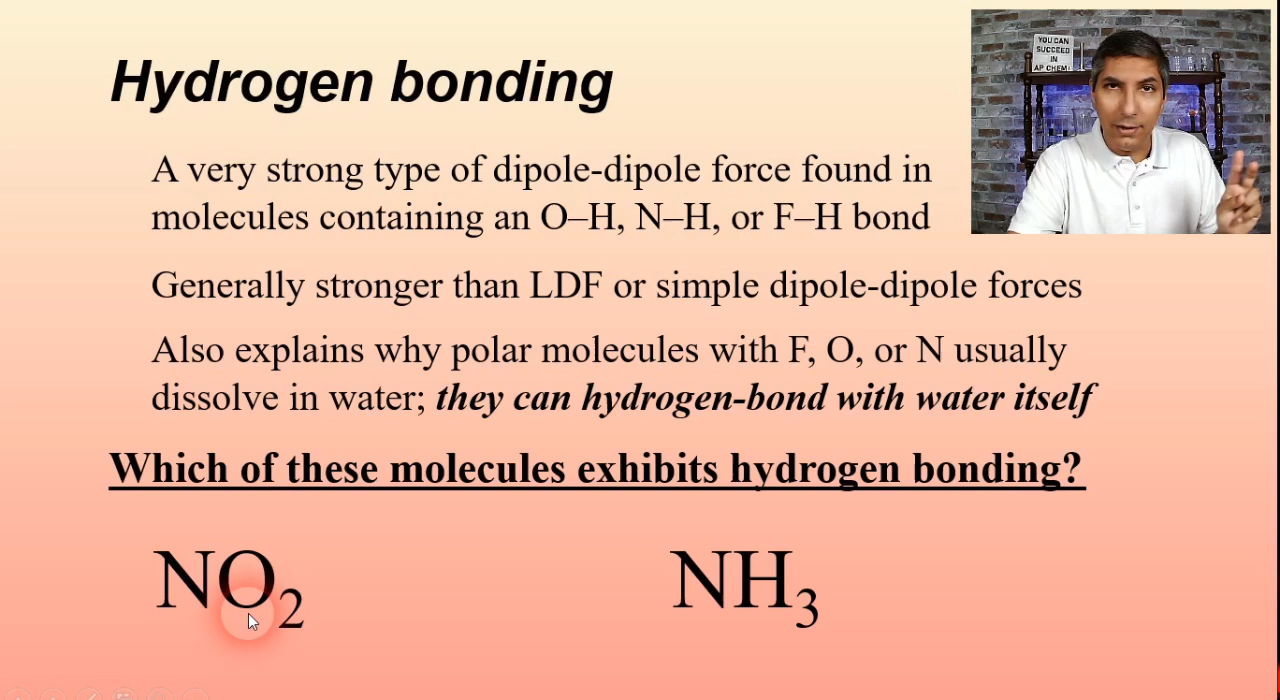 Hydrogen bonding
YOU CAN
SUCCEED
IN
AP CHEM!
A very strong type of dipole-dipole force found in
molecules containing an O–H, N–H, or F–H bond
Generally stronger than LDF or simple dipole-dipole forces
Also explains why polar molecules with F, O, or N usually
dissolve in water; they can hydrogen-bond with water itself
Which of these molecules exhibits hydrogen bonding?
NO₂ NH₃